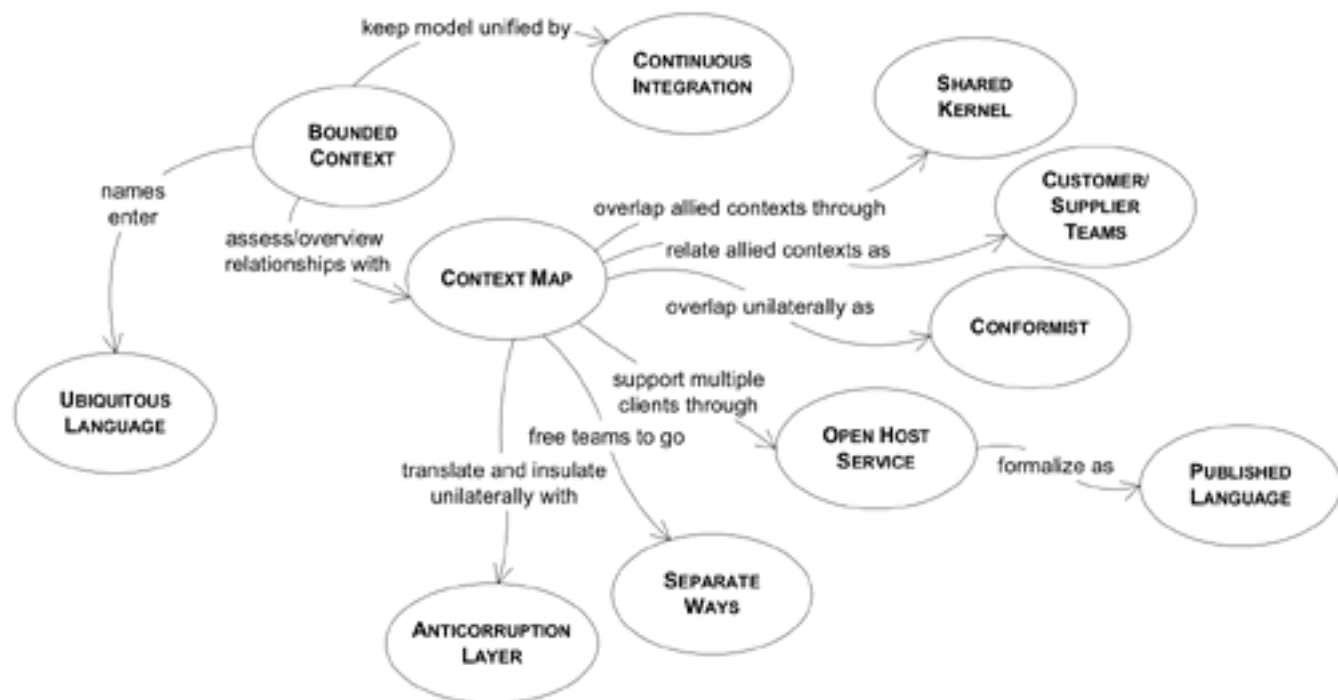 keep model unified by
CONTINUOUS
INTEGRATION
SHARED
KERNEL
BOUNDED
CONTEXT
names
enter
CUSTOMER/
SUPPLIER
TEAMS
overlap allied contexts through
assess/overview
relationships with
relate allied contexts as
CONTEXT MAP
overlap unilaterally as
CONFORMIST
UBIQUITOUS
LANGUAGE
support multiple
clients through
free teams to go
OPEN HOST
SERVICE
formalize as
PUBLISHED
LANGUAGE
translate and insulate
unilaterally with
SEPARATE
WAYS
ANTICORRUPTION
LAYER